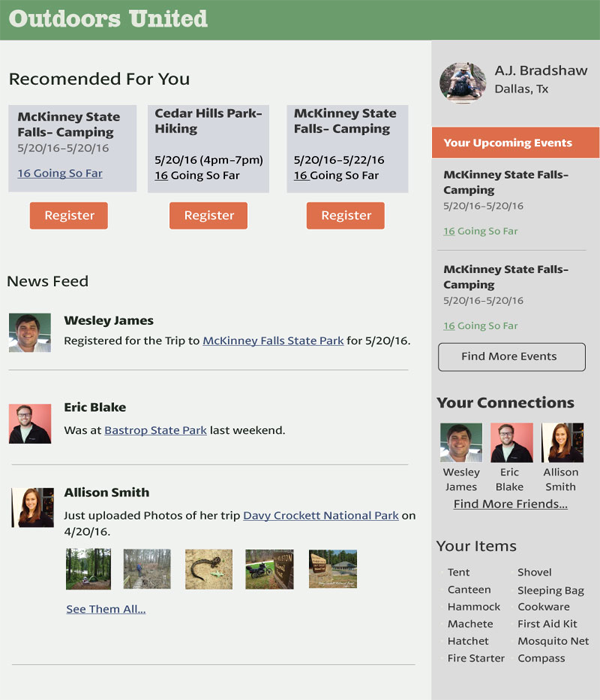 Outdoors United
Recomended For You
McKinney State
Falls- Camping
5/20/16-5/20/16
16 Going So Far
Register
Cedar Hills Park-
Hiking
5/20/16 (4pm-7pm)
16 Going So Far
Register
McKinney State
Falls- Camping
5/20/16-5/22/16
16 Going So Far
Register
News Feed
Wesley James
Registered for the Trip to McKinney Falls State Park for 5/20/16.
Eric Blake
Was at Bastrop State Park last weekend.
Allison Smith
Just uploaded Photos of her trip Davy Crockett National Park on
4/20/16.
See Them All...
A.J. Bradshaw
Dallas, Tx
Your Upcoming Events
McKinney State Falls-
Camping
5/20/16-5/20/16
16 Going So Far
McKinney State Falls-
Camping
5/20/16-5/20/16
16 Going So Far
Find More Events
Your Connections
Wesley
James
Eric
Blake
Allison
Smith
Find More Friends...
Your Items
Tent
Canteen
Hammock
Machete
Hatchet
Fire Starter
Shovel
Sleeping Bag
Cookware
First Aid Kit
Mosquito Net
Compass